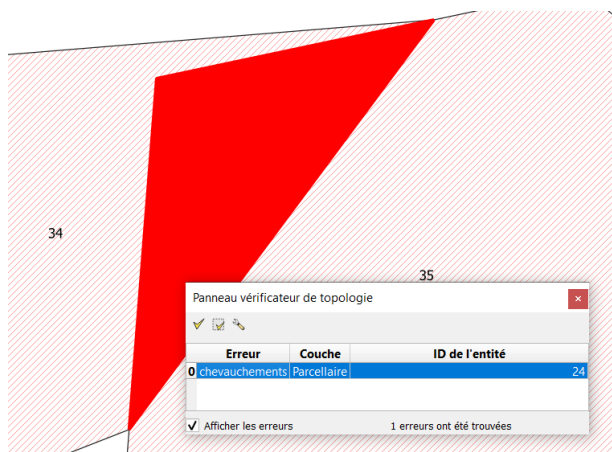 34
35
Panneau vérificateur de topologie
Erreur Couche ID de l'entité
0 chevauchements Parcellaire 24
Afficher les erreurs 1 erreurs ont été trouvées